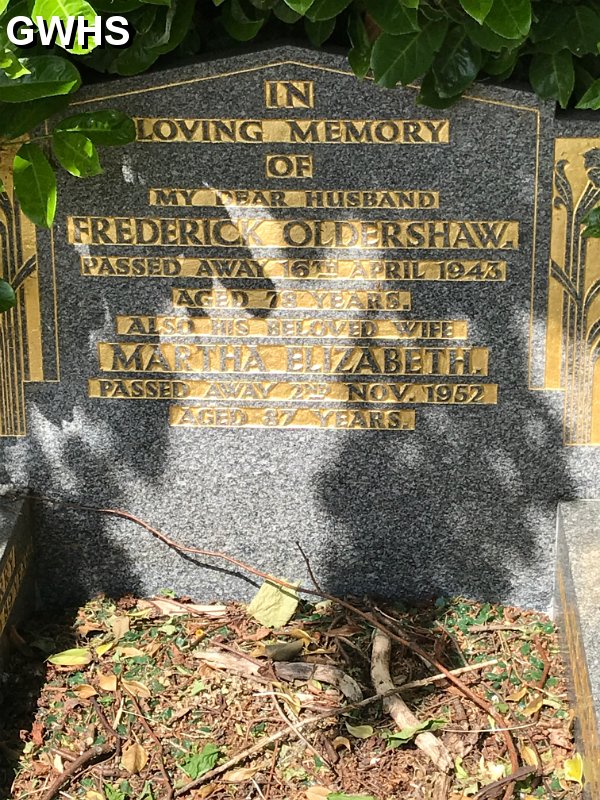 GWHS
IN
LOVING MEMORY
OF
MY DEAR HUSBAND
FREDERICK OLDERSHAW.
PASSED AWAY 16TH APRIL 1943
AGED 78 YEARS.
ALSO HIS BELOVED WIFE
MARTHA ELIZABETH.
PASSED AWAY 2ND NOV. 1952
AGED 87 YEARS.